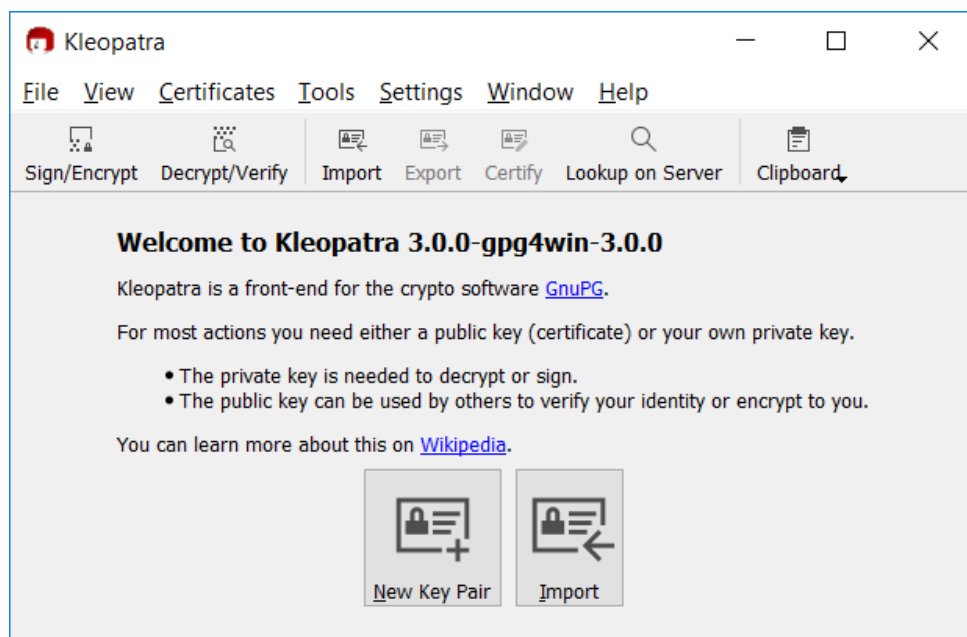 Kleopatra
File View Certificates Tools Settings Window Help
Sign/Encrypt Decrypt/Verify Import Export Certify Lookup on Server Clipboard
Welcome to Kleopatra 3.0.0-gpg4win-3.0.0
Kleopatra is a front-end for the crypto software GnuPG.
For most actions you need either a public key (certificate) or your own private key.
• The private key is needed to decrypt or sign.
• The public key can be used by others to verify your identity or encrypt to you.
You can learn more about this on Wikipedia.
New Key Pair Import